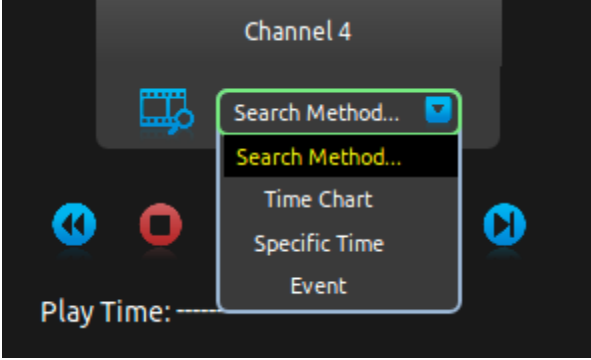 Channel 4
Search Method...
Search Method...
Time Chart
Specific Time
Event
Play Time: ------